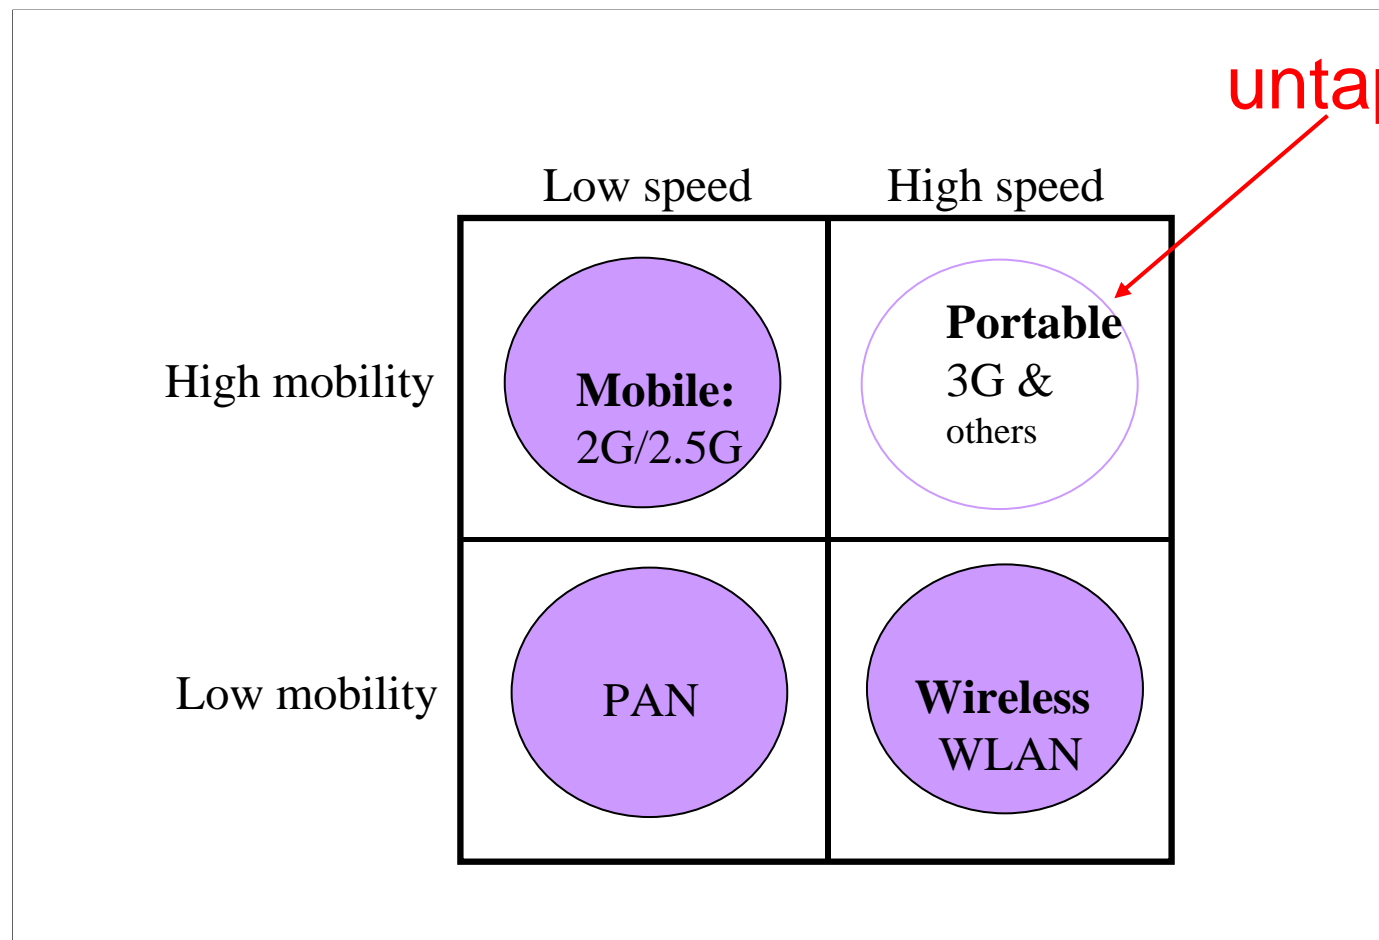 Low speed
High speed
High mobility
Mobile:
2G/2.5G
Portable
3G &
others
Low mobility
PAN
Wireless
WLAN